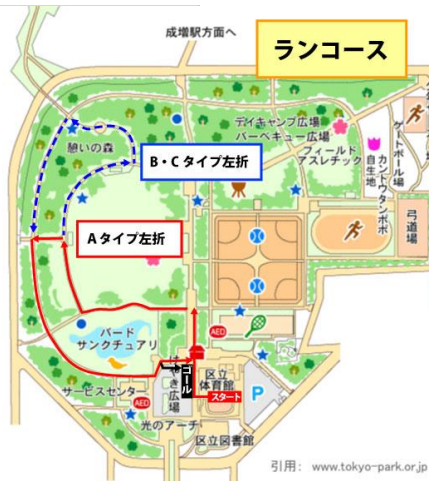 成増駅方面へ
ランコース
デイキャンプ広場
バーベキュー広場
フィールド
アスレチック
憩いの森
B・Cタイプ左折
カントウタンポポ
自生地
ゲートボール場
弓道場
Aタイプ左折
バード
サンクチュアリ
AED
けやき広場
ゴール
区立
体育館
スタート
P
サービスセンター
AED
光のアーチ
区立図書館
引用: www.tokyo-park.or.jp